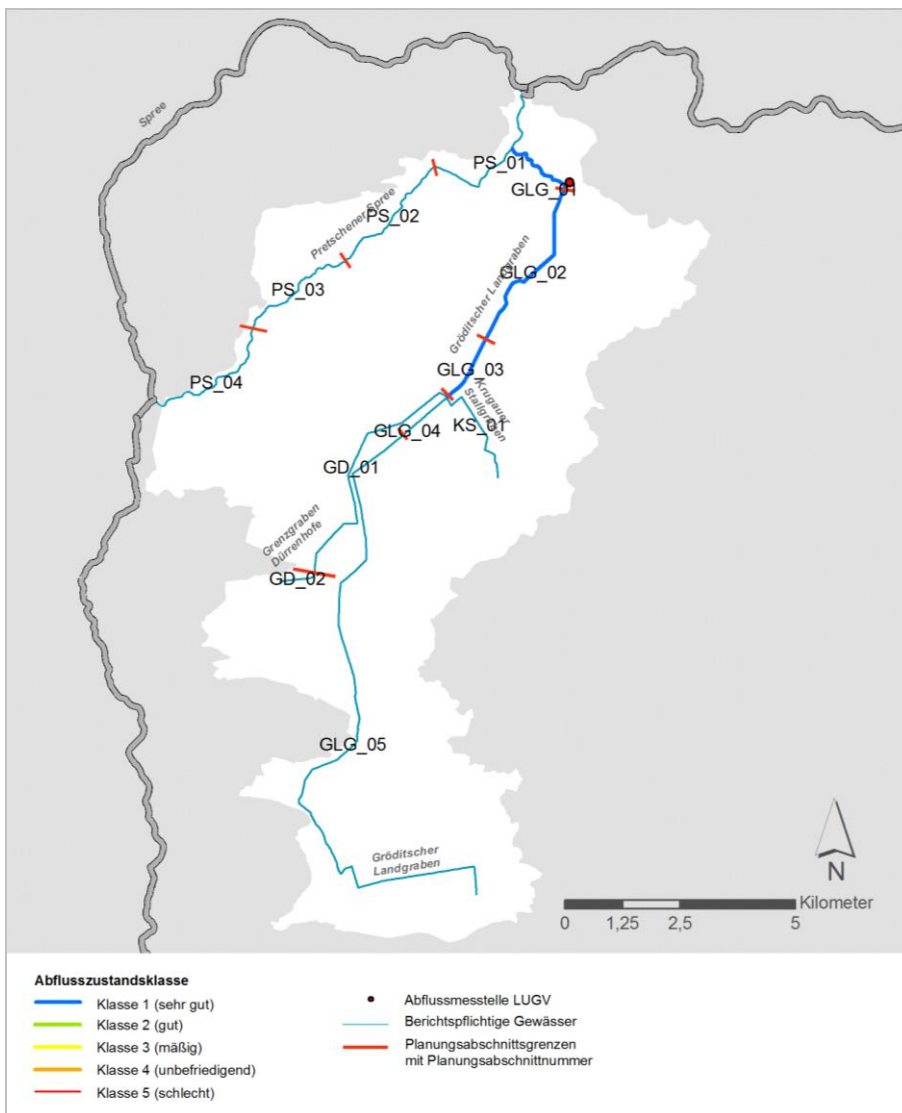 Spree
PS_01
GLG_01
PS_02
Pretschener Spree
GLG_02
PS_03
Gröditscher Landgraben
GLG_03
PS_04
Krugauer
Stallgraben
KS_01
GLG_04
GD_01
Grenzgraben
Dürrenhofe
GD_02
GLG_05
Gröditscher
Landgraben
N
Kilometer
0 1,25 2,5 5
Abflusszustandsklasse
Klasse 1 (sehr gut)
Klasse 2 (gut)
Klasse 3 (mäßig)
Klasse 4 (unbefriedigend)
Klasse 5 (schlecht)
Abflussmesstelle LUGV
Berichtspflichtige Gewässer
Planungsabschnittsgrenzen
mit Planungsabschnittnummer